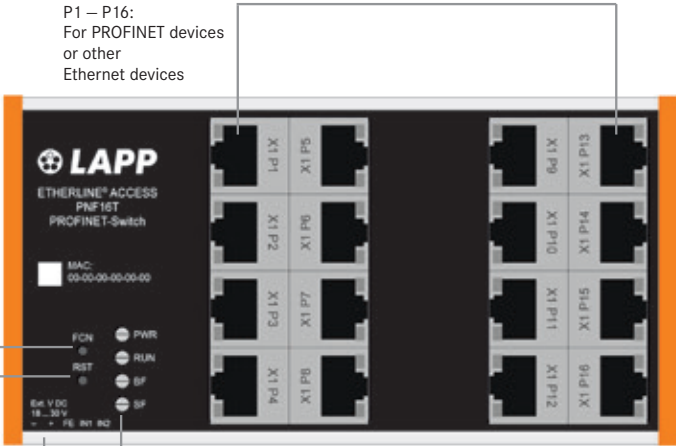 P1 – P16:
For PROFINET devices
or other
Ethernet devices
LAPP
ETHERLINE® ACCESS
PNF16T
PROFINET-Switch
MAC:
00-00-00-00-00-00
FCN
RST
PWR
RUN
BF
SF
Ext. V DC
18 ... 30 V
– + FE IN1 IN2
X1 P1
X1 P5
X1 P2
X1 P6
X1 P3
X1 P7
X1 P4
X1 P8
X1 P9
X1 P13
X1 P10
X1 P14
X1 P11
X1 P15
X1 P12
X1 P16